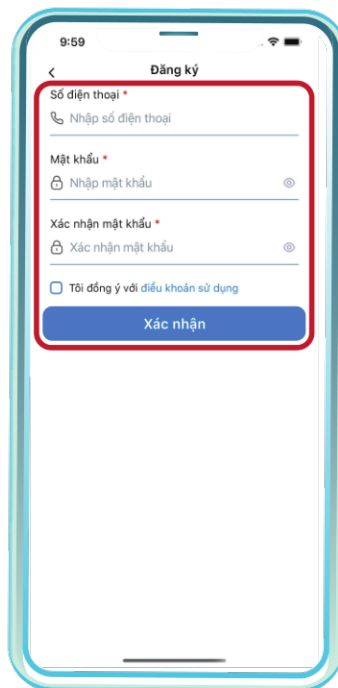 9:59
Đăng ký
Số điện thoại *
Nhập số điện thoại
Mật khẩu *
Nhập mật khẩu
Xác nhận mật khẩu *
Xác nhận mật khẩu
Tôi đồng ý với điều khoản sử dụng
Xác nhận